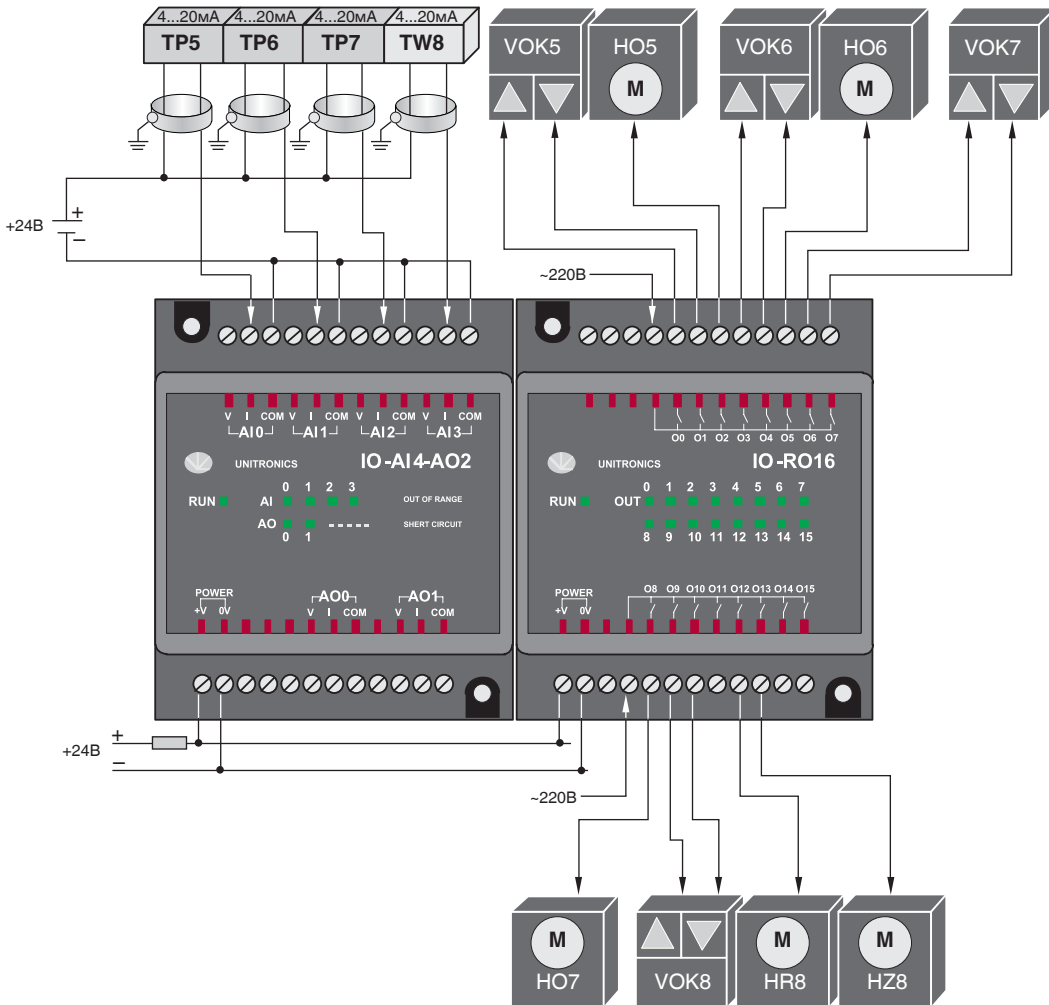 4...20мА 4...20мА 4...20мА 4...20мА
TP5 TP6 TP7 TW8
VOK5 HO5 VOK6 HO6 VOK7
M M
+24В
+
−
~220В
V I COM V I COM V I COM V I COM
AI0 AI1 AI2 AI3
O0 O1 O2 O3 O4 O5 O6 O7
UNITRONICS IO-AI4-AO2
UNITRONICS IO-RO16
0 1 2 3
RUN AI OUT OF RANGE
AO SHERT CIRCUIT
0 1
0 1 2 3 4 5 6 7
RUN OUT
8 9 10 11 12 13 14 15
POWER AO0 AO1
+V 0V V I COM V I COM
POWER O8 O9 O10 O11 O12 O13 O14 O15
+V 0V
+
+24В
−
~220В
M M M
HO7 VOK8 HR8 HZ8